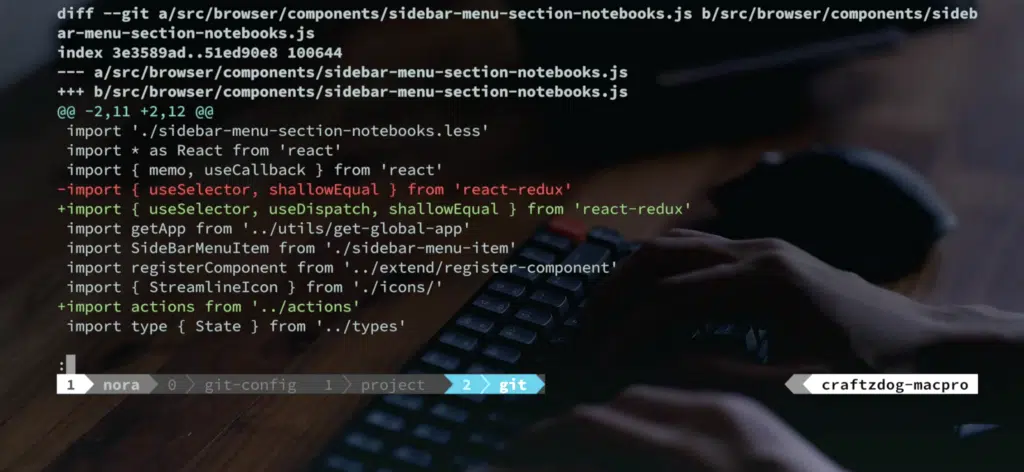 diff --git a/src/browser/components/sidebar-menu-section-notebooks.js b/src/browser/components/sideb
ar-menu-section-notebooks.js
index 3e3589ad..51ed90e8 100644
--- a/src/browser/components/sidebar-menu-section-notebooks.js
+++ b/src/browser/components/sidebar-menu-section-notebooks.js
@@ -2,11 +2,12 @@
 import './sidebar-menu-section-notebooks.less'
 import * as React from 'react'
 import { memo, useCallback } from 'react'
-import { useSelector, shallowEqual } from 'react-redux'
+import { useSelector, useDispatch, shallowEqual } from 'react-redux'
 import getApp from '../utils/get-global-app'
 import SideBarMenuItem from './sidebar-menu-item'
 import registerComponent from '../extend/register-component'
 import { StreamlineIcon } from './icons/'
+import actions from '../actions'
 import type { State } from '../types'
:
1 nora 0 git-config 1 project 2 git craftzdog-macpro